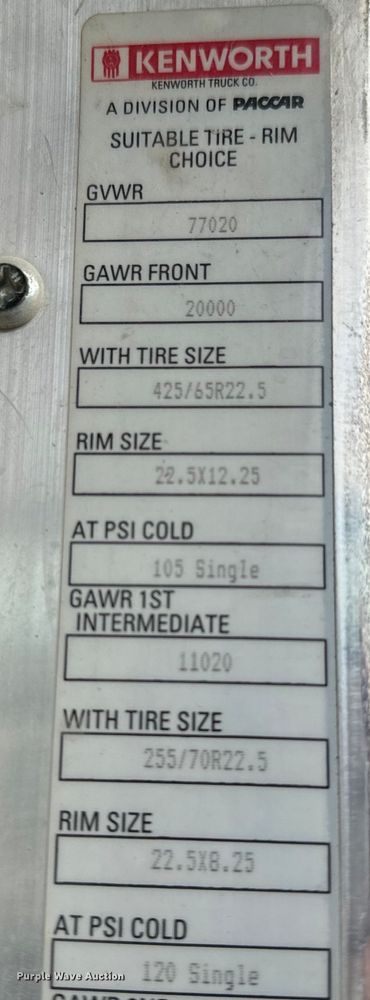 KENWORTH
KENWORTH TRUCK CO.
A DIVISION OF PACCAR
SUITABLE TIRE - RIM
CHOICE
GVWR
77020
GAWR FRONT
20000
WITH TIRE SIZE
425/65R22.5
RIM SIZE
22.5X12.25
AT PSI COLD
105 Single
GAWR 1ST
INTERMEDIATE
11020
WITH TIRE SIZE
255/70R22.5
RIM SIZE
22.5X8.25
AT PSI COLD
120 Single
Purple Wave Auction